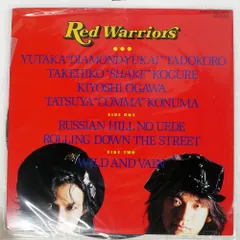 Red Warriors
YUTAKA "DIAMOND YUKAI" TADOKORO
TAKEHIKO "SHAKE" KOGURE
KIYOSHI OGAWA
TATSUYA "CONMA" KONUMA
SIDE ONE
RUSSIAN HILL NO UEDE
ROLLING DOWN THE STREET
SIDE TWO
WILD AND VAIN